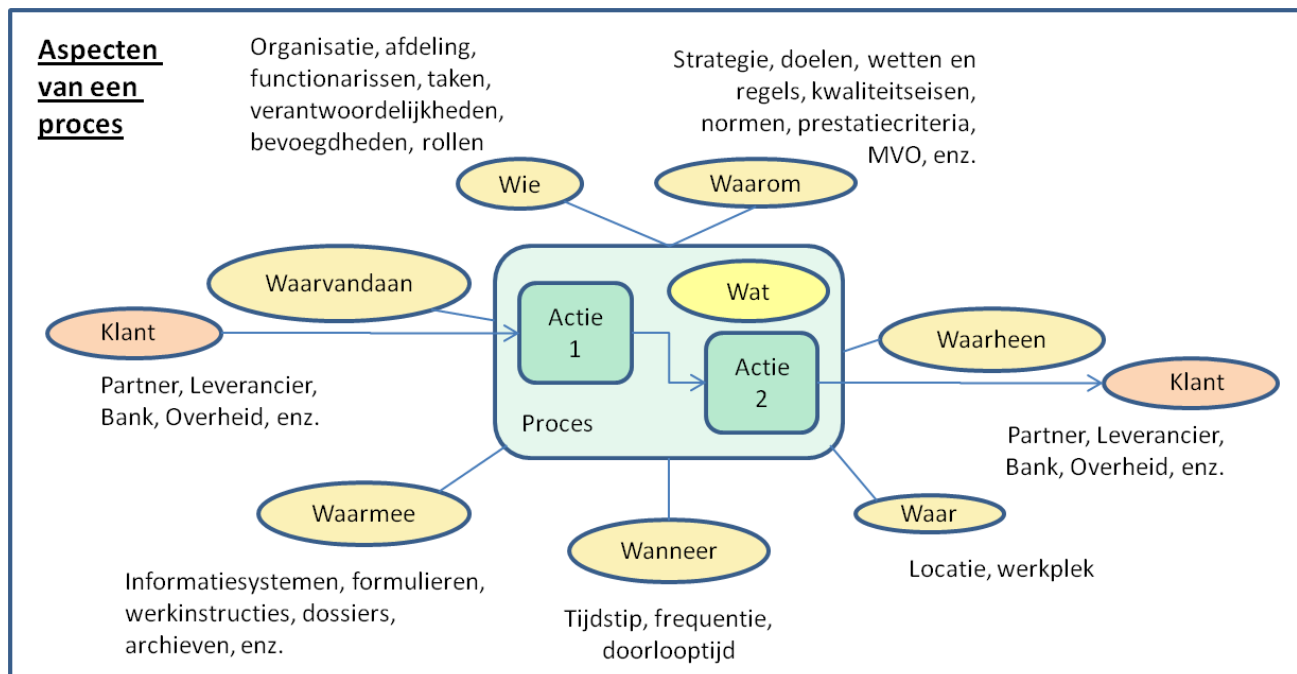 Aspecten
van een
proces
Organisatie, afdeling,
functionarissen, taken,
verantwoordelijkheden,
bevoegdheden, rollen
Strategie, doelen, wetten en
regels, kwaliteitseisen,
normen, prestatiecriteria,
MVO, enz.
Wie
Waarom
Waarvandaan
Wat
Klant
Actie
1
Actie
2
Waarheen
Klant
Partner, Leverancier,
Bank, Overheid, enz.
Proces
Partner, Leverancier,
Bank, Overheid, enz.
Waarmee
Wanneer
Waar
Informatiesystemen, formulieren,
werkinstructies, dossiers,
archieven, enz.
Tijdstip, frequentie,
doorlooptijd
Locatie, werkplek